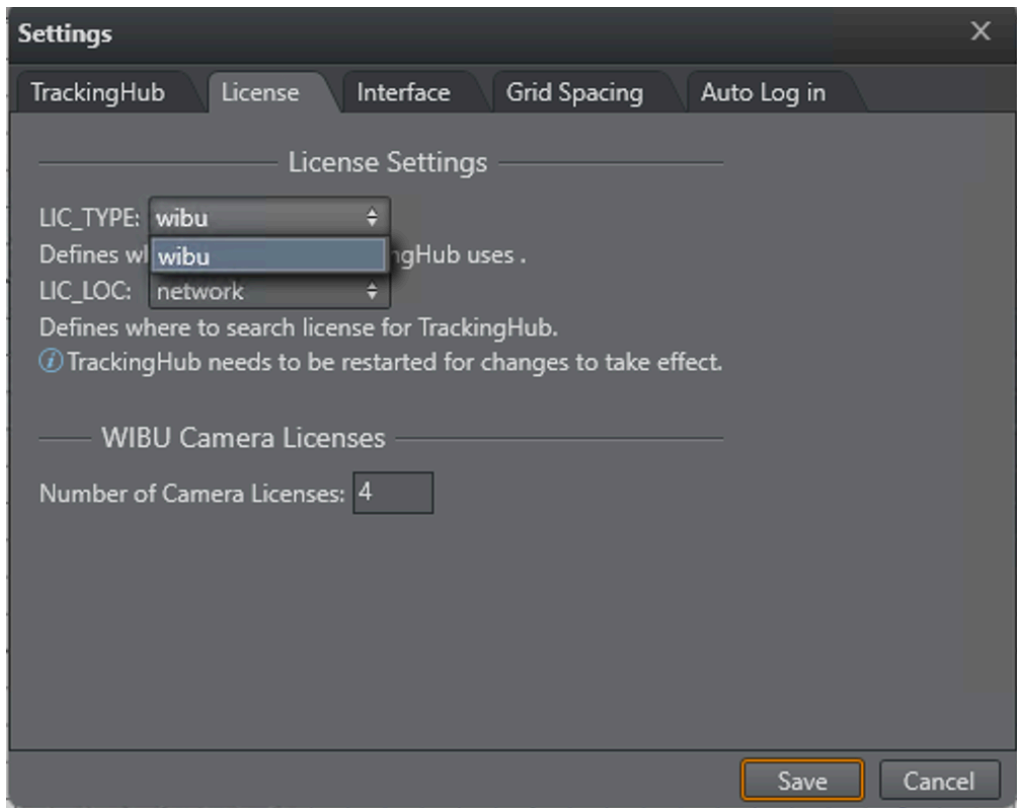 Settings
TrackingHub License Interface Grid Spacing Auto Log in
License Settings
LIC_TYPE: wibu
wibu
Defines uses .
LIC_LOC: network
Defines where to search license for TrackingHub.
TrackingHub needs to be restarted for changes to take effect.
WIBU Camera Licenses
Number of Camera Licenses: 4
Save Cancel